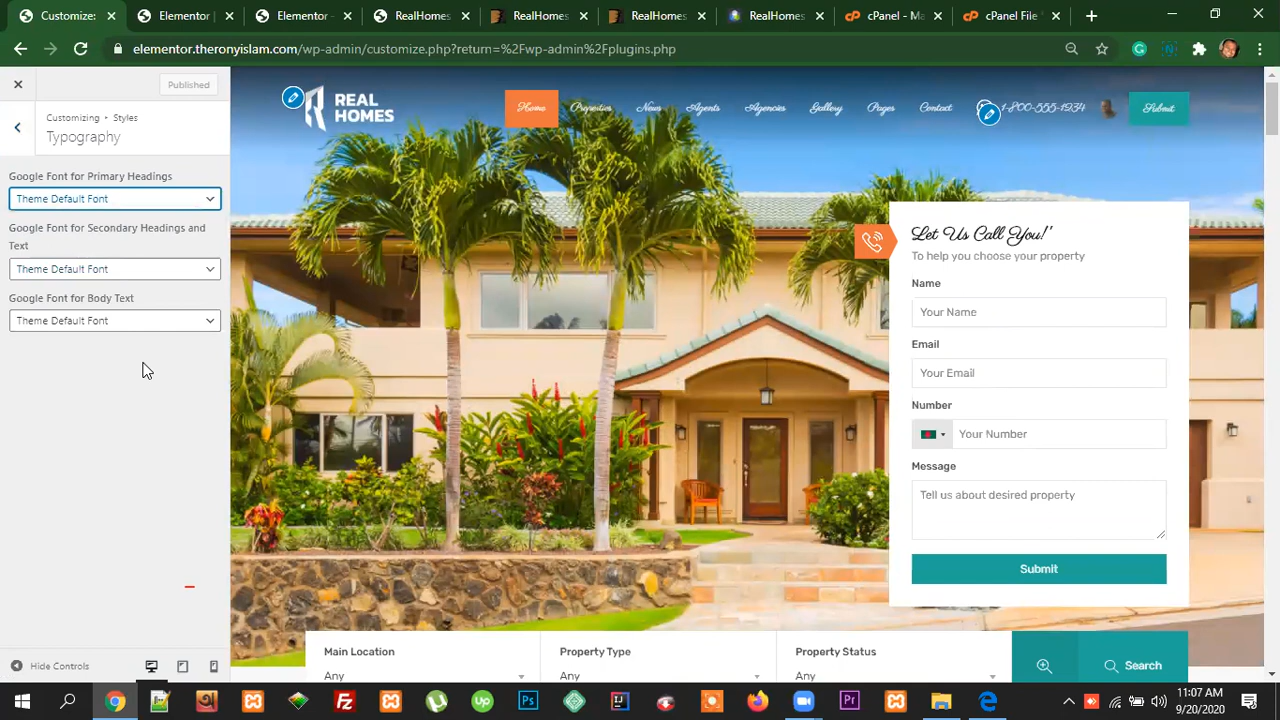 Customizing
Elementor
Elementor -
RealHomes
RealHomes
RealHomes
RealHomes
cPanel - Ma
cPanel File
elementor.theronyislam.com/wp-admin/customize.php?return=%2Fwp-admin%2Fplugins.php
Published
Customizing • Styles
Typography
Google Font for Primary Headings
Theme Default Font
Google Font for Secondary Headings and
Text
Theme Default Font
Google Font for Body Text
Theme Default Font
Hide Controls
REAL
HOMES
Home
Properties
News
Agents
Agencies
Gallery
Pages
Contact
1-800-555-1934
Submit
Let Us Call You!
To help you choose your property
Name
Your Name
Email
Your Email
Number
Your Number
Message
Tell us about desired property
Submit
Main Location
Any
Property Type
Any
Property Status
Any
Search
11:07 AM
9/20/2020